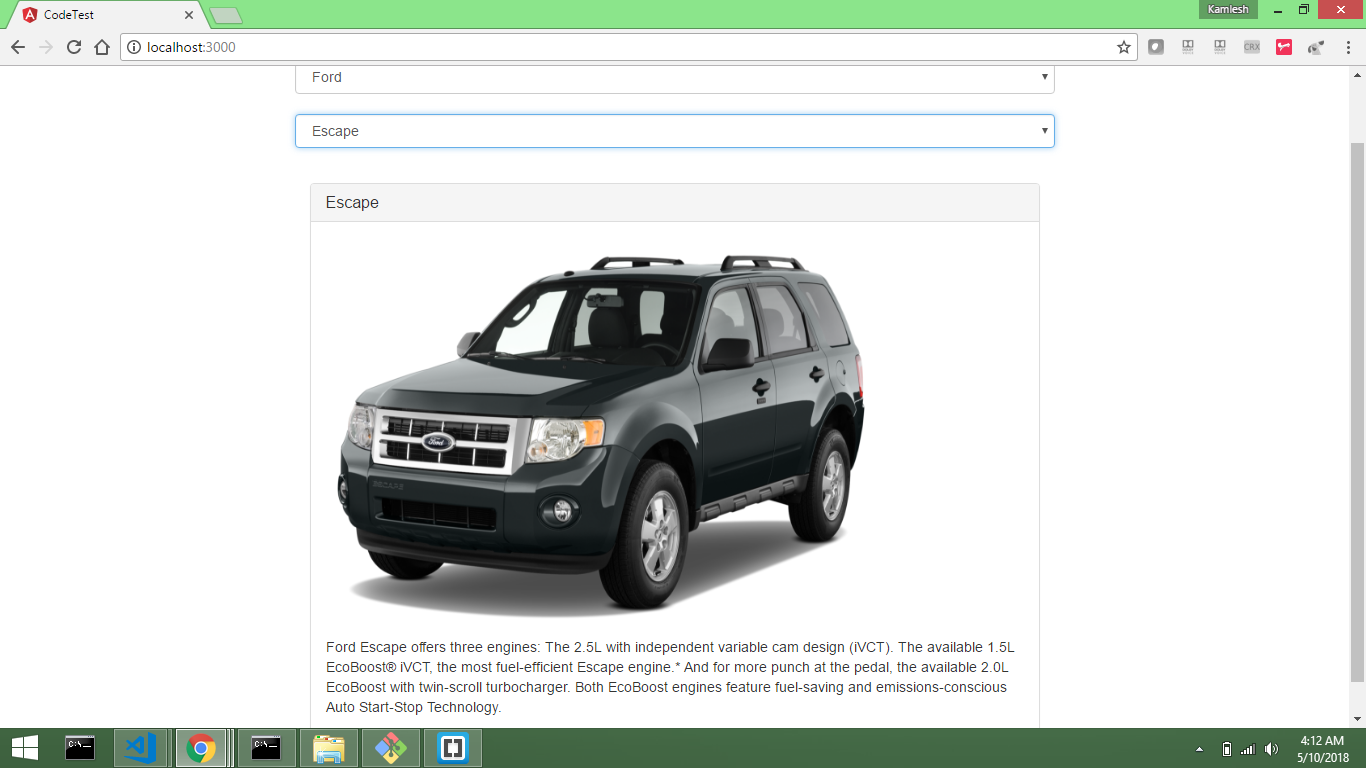 CodeTest
Kamlesh
localhost:3000
Ford
Escape
Escape
Ford
ESCAPE
Ford Escape offers three engines: The 2.5L with independent variable cam design (iVCT). The available 1.5L
EcoBoost® iVCT, the most fuel-efficient Escape engine.* And for more punch at the pedal, the available 2.0L
EcoBoost with twin-scroll turbocharger. Both EcoBoost engines feature fuel-saving and emissions-conscious
Auto Start-Stop Technology.
4:12 AM
5/10/2018